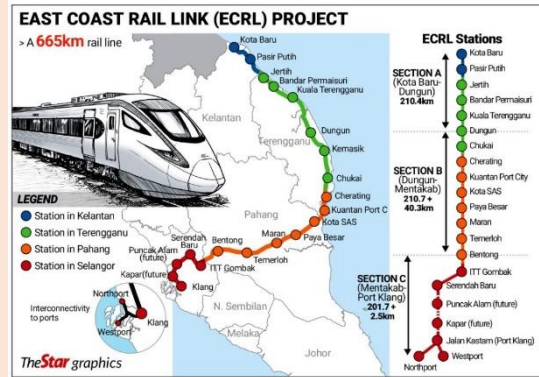 EAST COAST RAIL LINK (ECRL) PROJECT
> A 665km rail line
Kota Baru
Pasir Putih
Jertih
Bandar Permaisuri
Kuala Terengganu
Kelantan
Terengganu
Dungun
Kemasik
Chukai
Cherating
Kuantan Port C
Kota SAS
Pahang
Paya Besar
Maran
Temerloh
Bentong
ITT Gombak
Serendah
Baru
Puncak Alam
(future)
Kapar(future)
Klang
N. Sembilan
Melaka
Johor
LEGEND
Station in Kelantan
Station in Terengganu
Station in Pahang
Station in Selangor
Northport
Westport
Klang
Interconnectivity
to ports
TheStar graphics
ECRL Stations
SECTION A
(Kota Baru-
Dungun)
210.4km
SECTION B
(Dungun-
Mentakab)
210.7 +
40.3km
SECTION C
(Mentakab-
Port Klang)
201.7 +
2.5km
Kota Baru
Pasir Putih
Jertih
Bandar Permaisuri
Kuala Terengganu
Dungun
Chukai
Cherating
Kuantan Port City
Kota SAS
Paya Besar
Maran
Temerloh
Bentong
ITT Gombak
Serendah Baru
Puncak Alam (future)
Kapar (future)
Jalan Kastam (Port Klang)
Westport
Northport